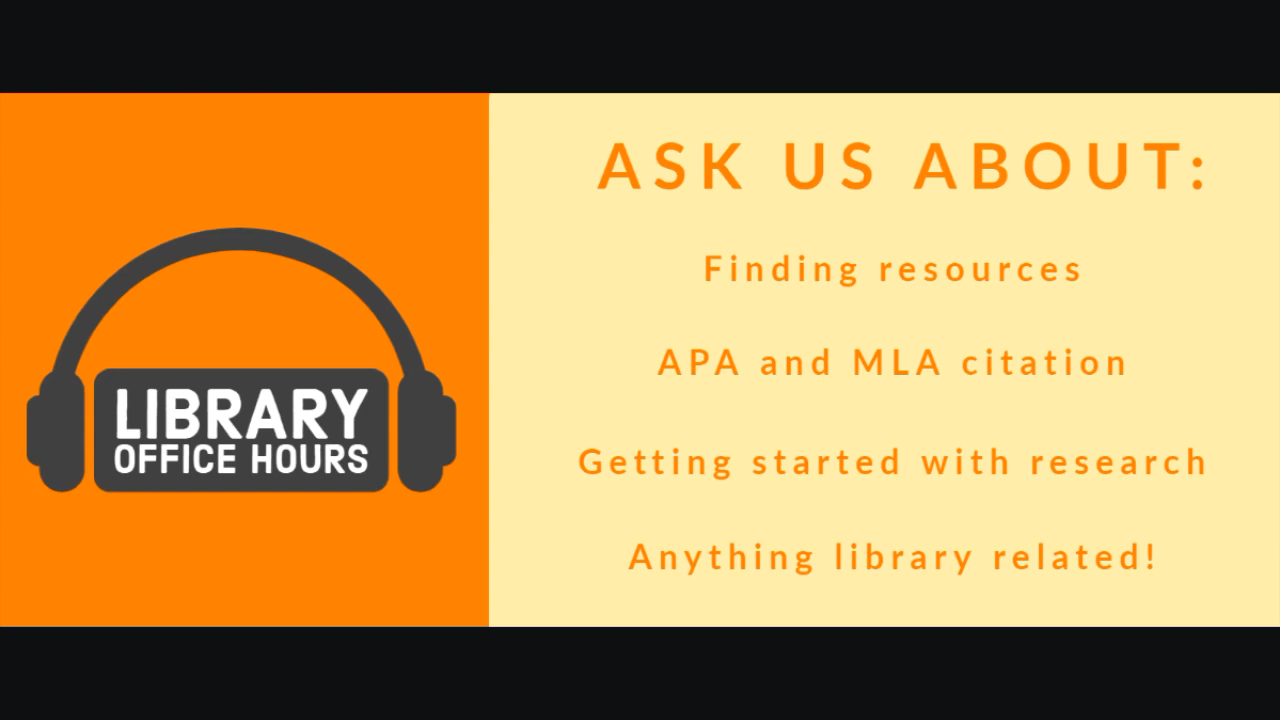 LIBRARY
OFFICE HOURS
ASK US ABOUT:
Finding resources
APA and MLA citation
Getting started with research
Anything library related!